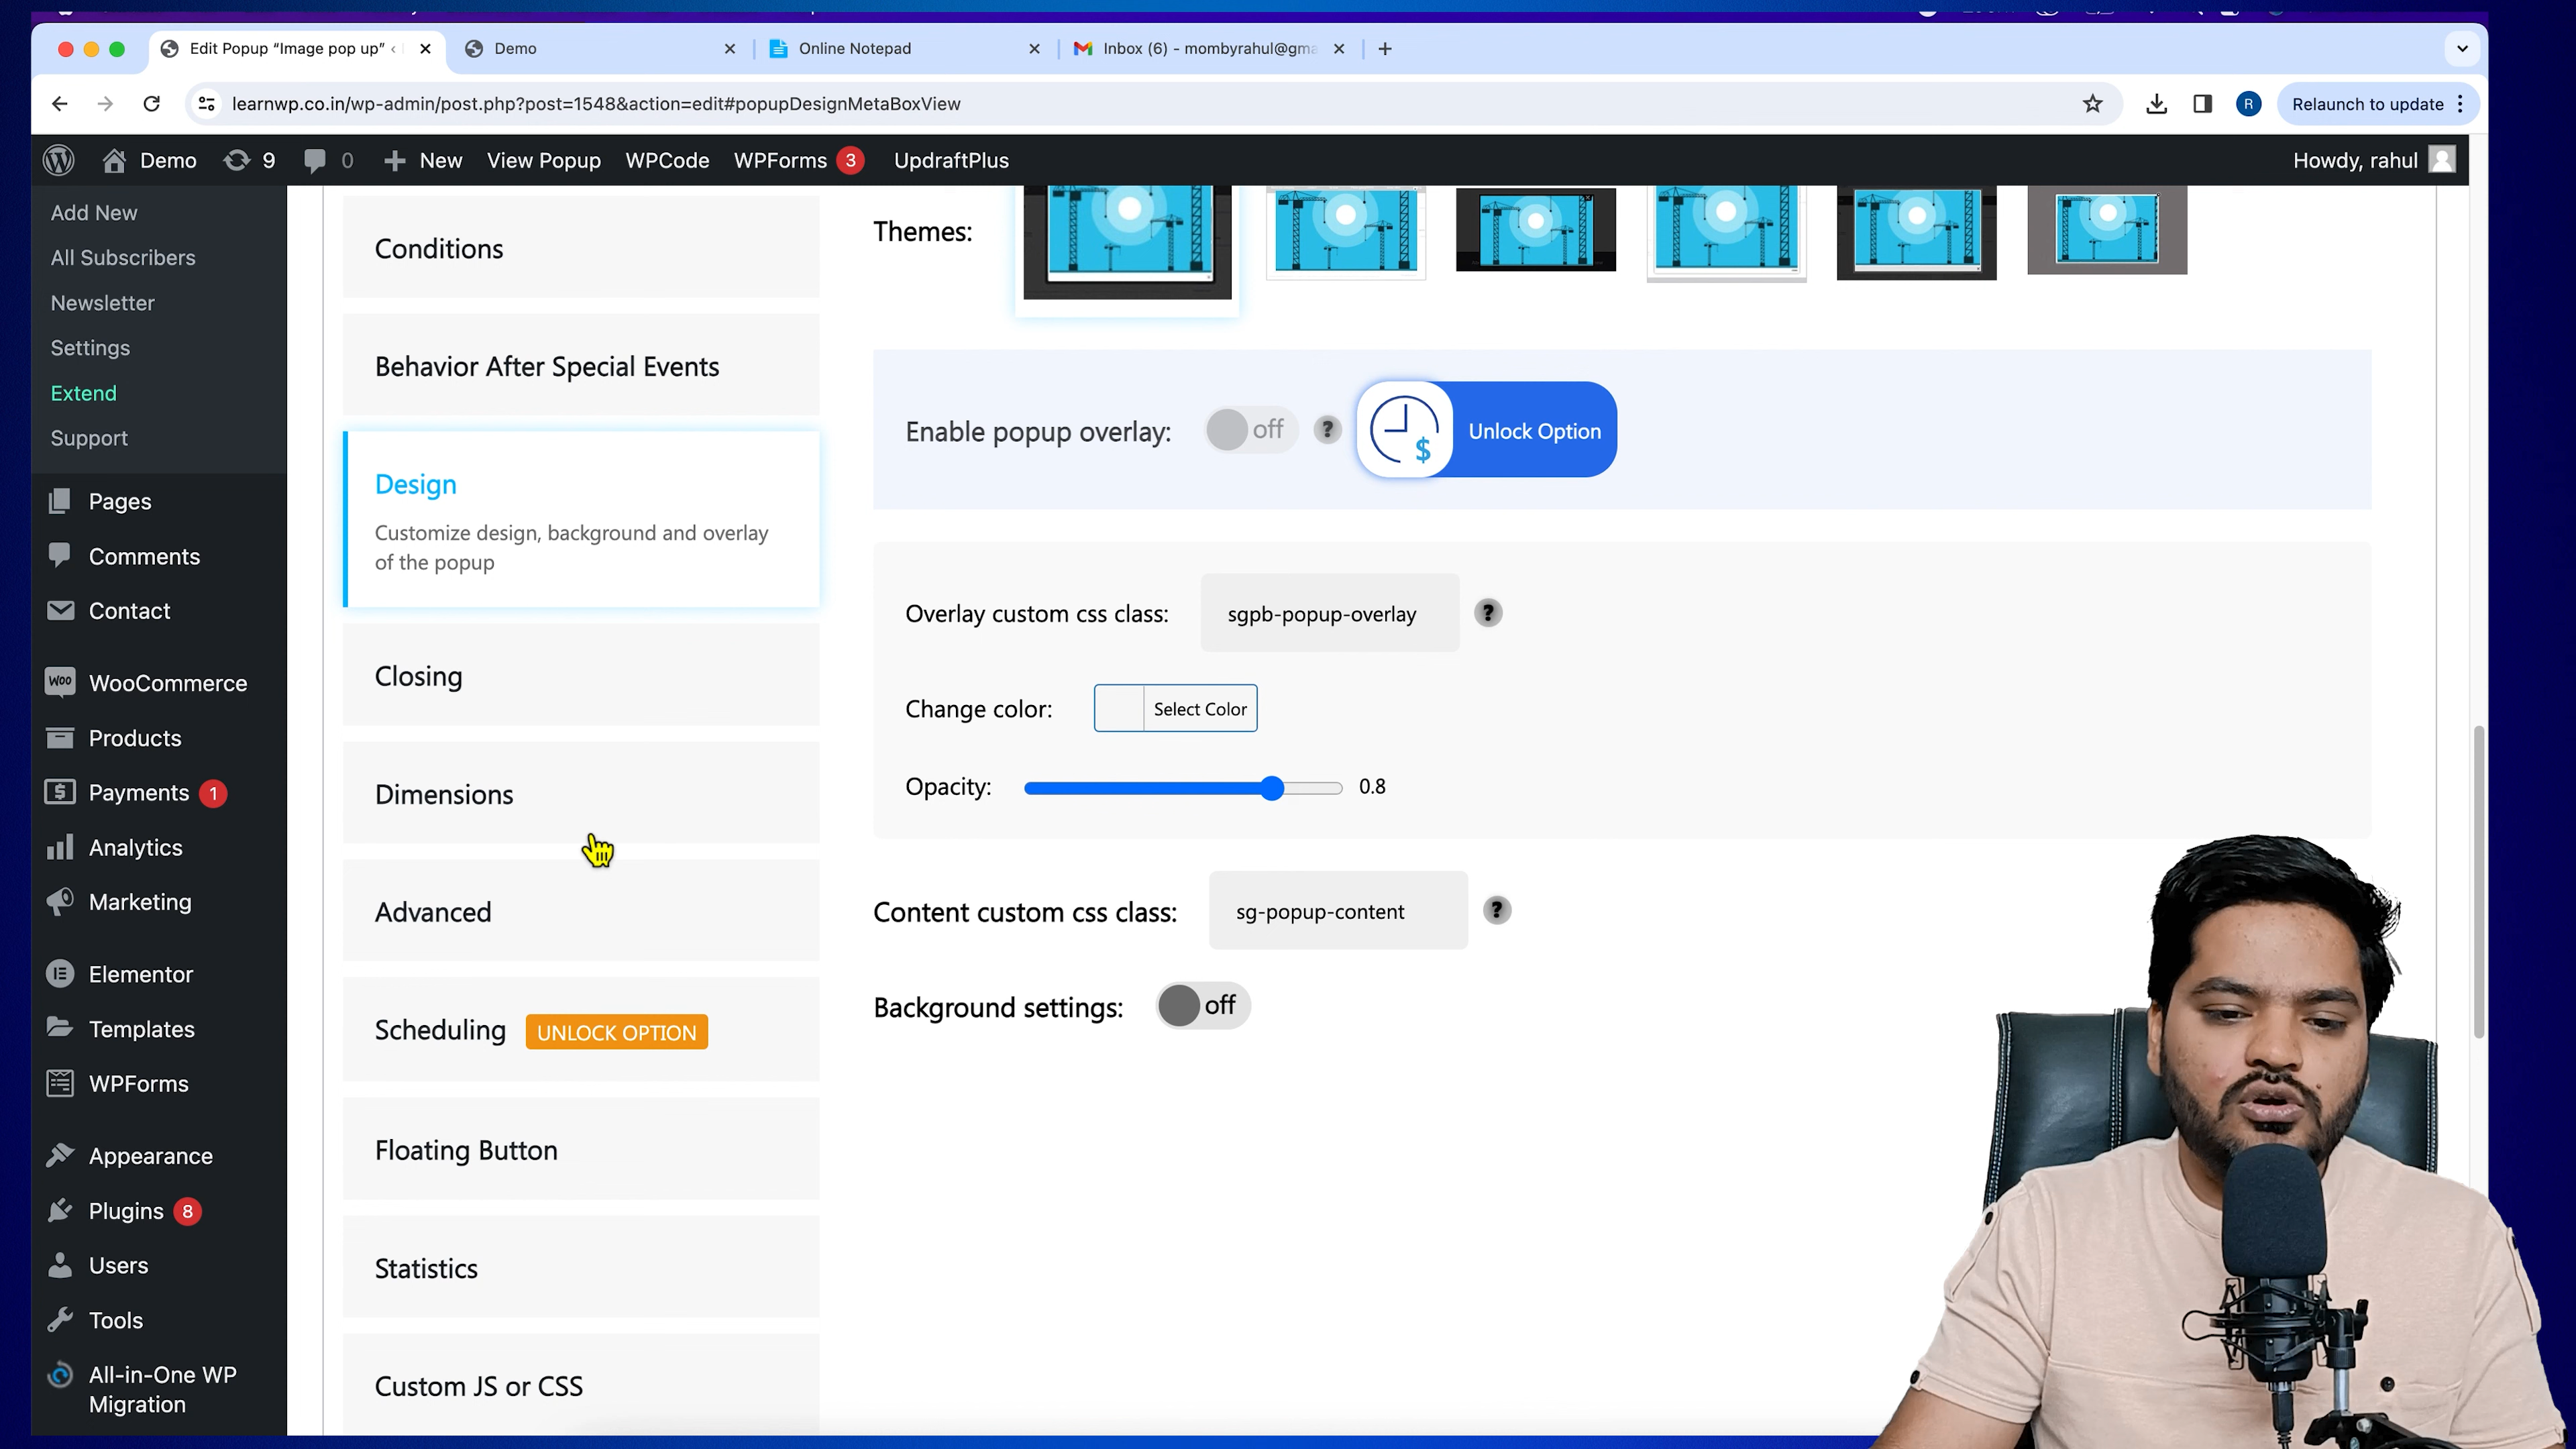 Edit Popup “Image pop up” ‹
Demo
Online Notepad
Inbox (6) - mombyrahul@gma
learnwp.co.in/wp-admin/post.php?post=1548&action=edit#popupDesignMetaBoxView
R
Relaunch to update
Demo
9
0
New
View Popup
WPCode
WPForms 3
UpdraftPlus
Howdy, rahul
Add New
All Subscribers
Newsletter
Settings
Extend
Support
Pages
Comments
Contact
WOO WooCommerce
Products
Payments 1
Analytics
Marketing
Elementor
Templates
WPForms
Appearance
Plugins 8
Users
Tools
All-in-One WP
Migration
Conditions
Behavior After Special Events
Design
Customize design, background and overlay
of the popup
Closing
Dimensions
Advanced
Scheduling UNLOCK OPTION
Floating Button
Statistics
Custom JS or CSS
Themes:
Enable popup overlay: off ? $ Unlock Option
Overlay custom css class: sgpb-popup-overlay ?
Change color: Select Color
Opacity: 0.8
Content custom css class: sg-popup-content ?
Background settings: off